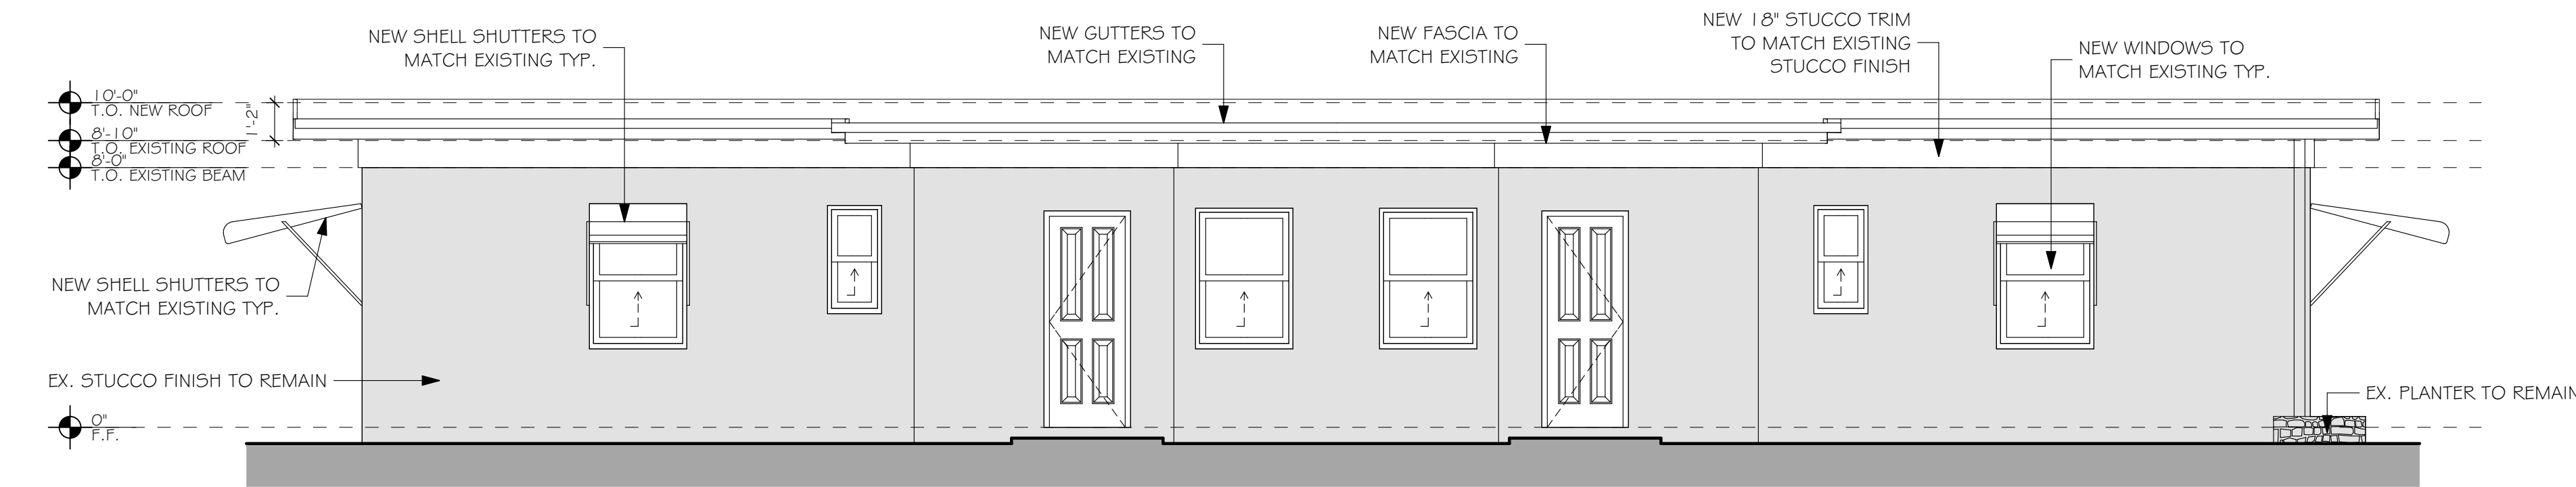 NEW SHELL SHUTTERS TO
MATCH EXISTING TYP.
NEW GUTTERS TO
MATCH EXISTING
NEW FASCIA TO
MATCH EXISTING
NEW 18" STUCCO TRIM
TO MATCH EXISTING
STUCCO FINISH
NEW WINDOWS TO
MATCH EXISTING TYP.
10'-0"
T.O. NEW ROOF
1'-2"
8'-10"
T.O. EXISTING ROOF
8'-0"
T.O. EXISTING BEAM
NEW SHELL SHUTTERS TO
MATCH EXISTING TYP.
EX. STUCCO FINISH TO REMAIN
EX. PLANTER TO REMAIN
0"
F.F.